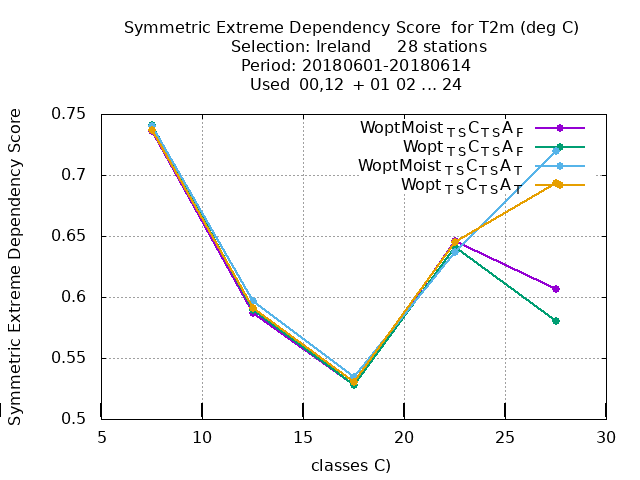 Symmetric Extreme Dependency Score for T2m (deg C)
Selection: Ireland 28 stations
Period: 20180601-20180614
Used 00,12 + 01 02 ... 24
Symmetric Extreme Dependency Score
0.75
0.7
0.65
0.6
0.55
0.5
WoptMoist TS C TS A F
Wopt TS C TS A F
WoptMoist TS C TS A T
Wopt TS C TS A T
5 10 15 20 25 30
classes C)